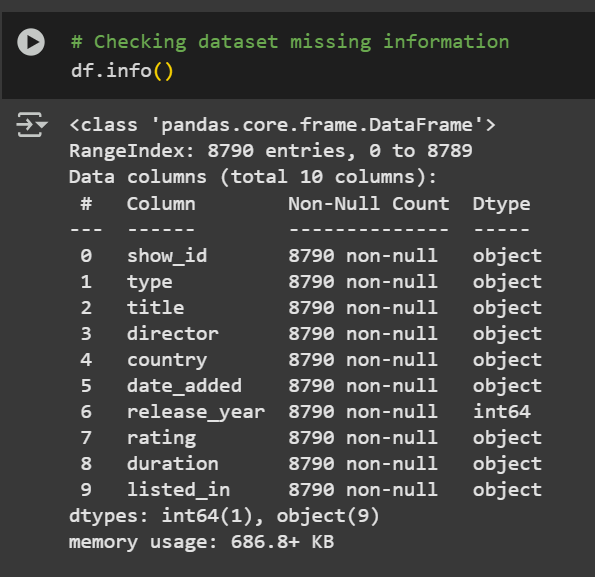 # Checking dataset missing information
df.info()
<class 'pandas.core.frame.DataFrame'>
RangeIndex: 8790 entries, 0 to 8789
Data columns (total 10 columns):
 #   Column        Non-Null Count  Dtype
---  ------        --------------  -----
 0   show_id       8790 non-null   object
 1   type          8790 non-null   object
 2   title         8790 non-null   object
 3   director      8790 non-null   object
 4   country       8790 non-null   object
 5   date_added    8790 non-null   object
 6   release_year  8790 non-null   int64
 7   rating        8790 non-null   object
 8   duration      8790 non-null   object
 9   listed_in     8790 non-null   object
dtypes: int64(1), object(9)
memory usage: 686.8+ KB